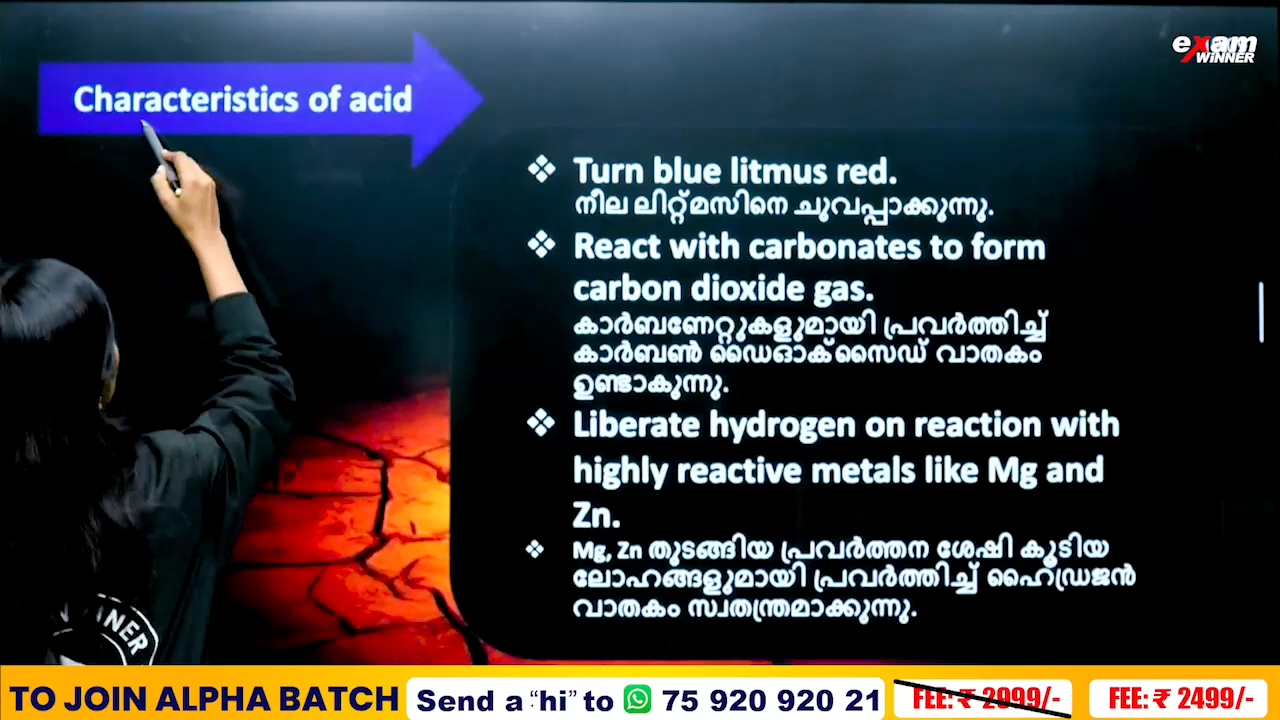 exam
WINNER
Characteristics of acid
❖ Turn blue litmus red.
നീല ലിറ്റ്മസിനെ ചുവപ്പാക്കുന്നു.
❖ React with carbonates to form
carbon dioxide gas.
കാർബണേറ്റുകളുമായി പ്രവർത്തിച്ച്
കാർബൺ ഡൈഓക്സൈഡ് വാതകം
ഉണ്ടാകുന്നു.
❖ Liberate hydrogen on reaction with
highly reactive metals like Mg and
Zn.
❖ Mg, Zn തുടങ്ങിയ പ്രവർത്തന ശേഷി കൂടിയ
ലോഹങ്ങളുമായി പ്രവർത്തിച്ച് ഹൈഡ്രജൻ
വാതകം സ്വതന്ത്രമാക്കുന്നു.
TO JOIN ALPHA BATCH Send a “hi” to 75 920 920 21 FEE: ₹ 2999/- FEE: ₹ 2499/-